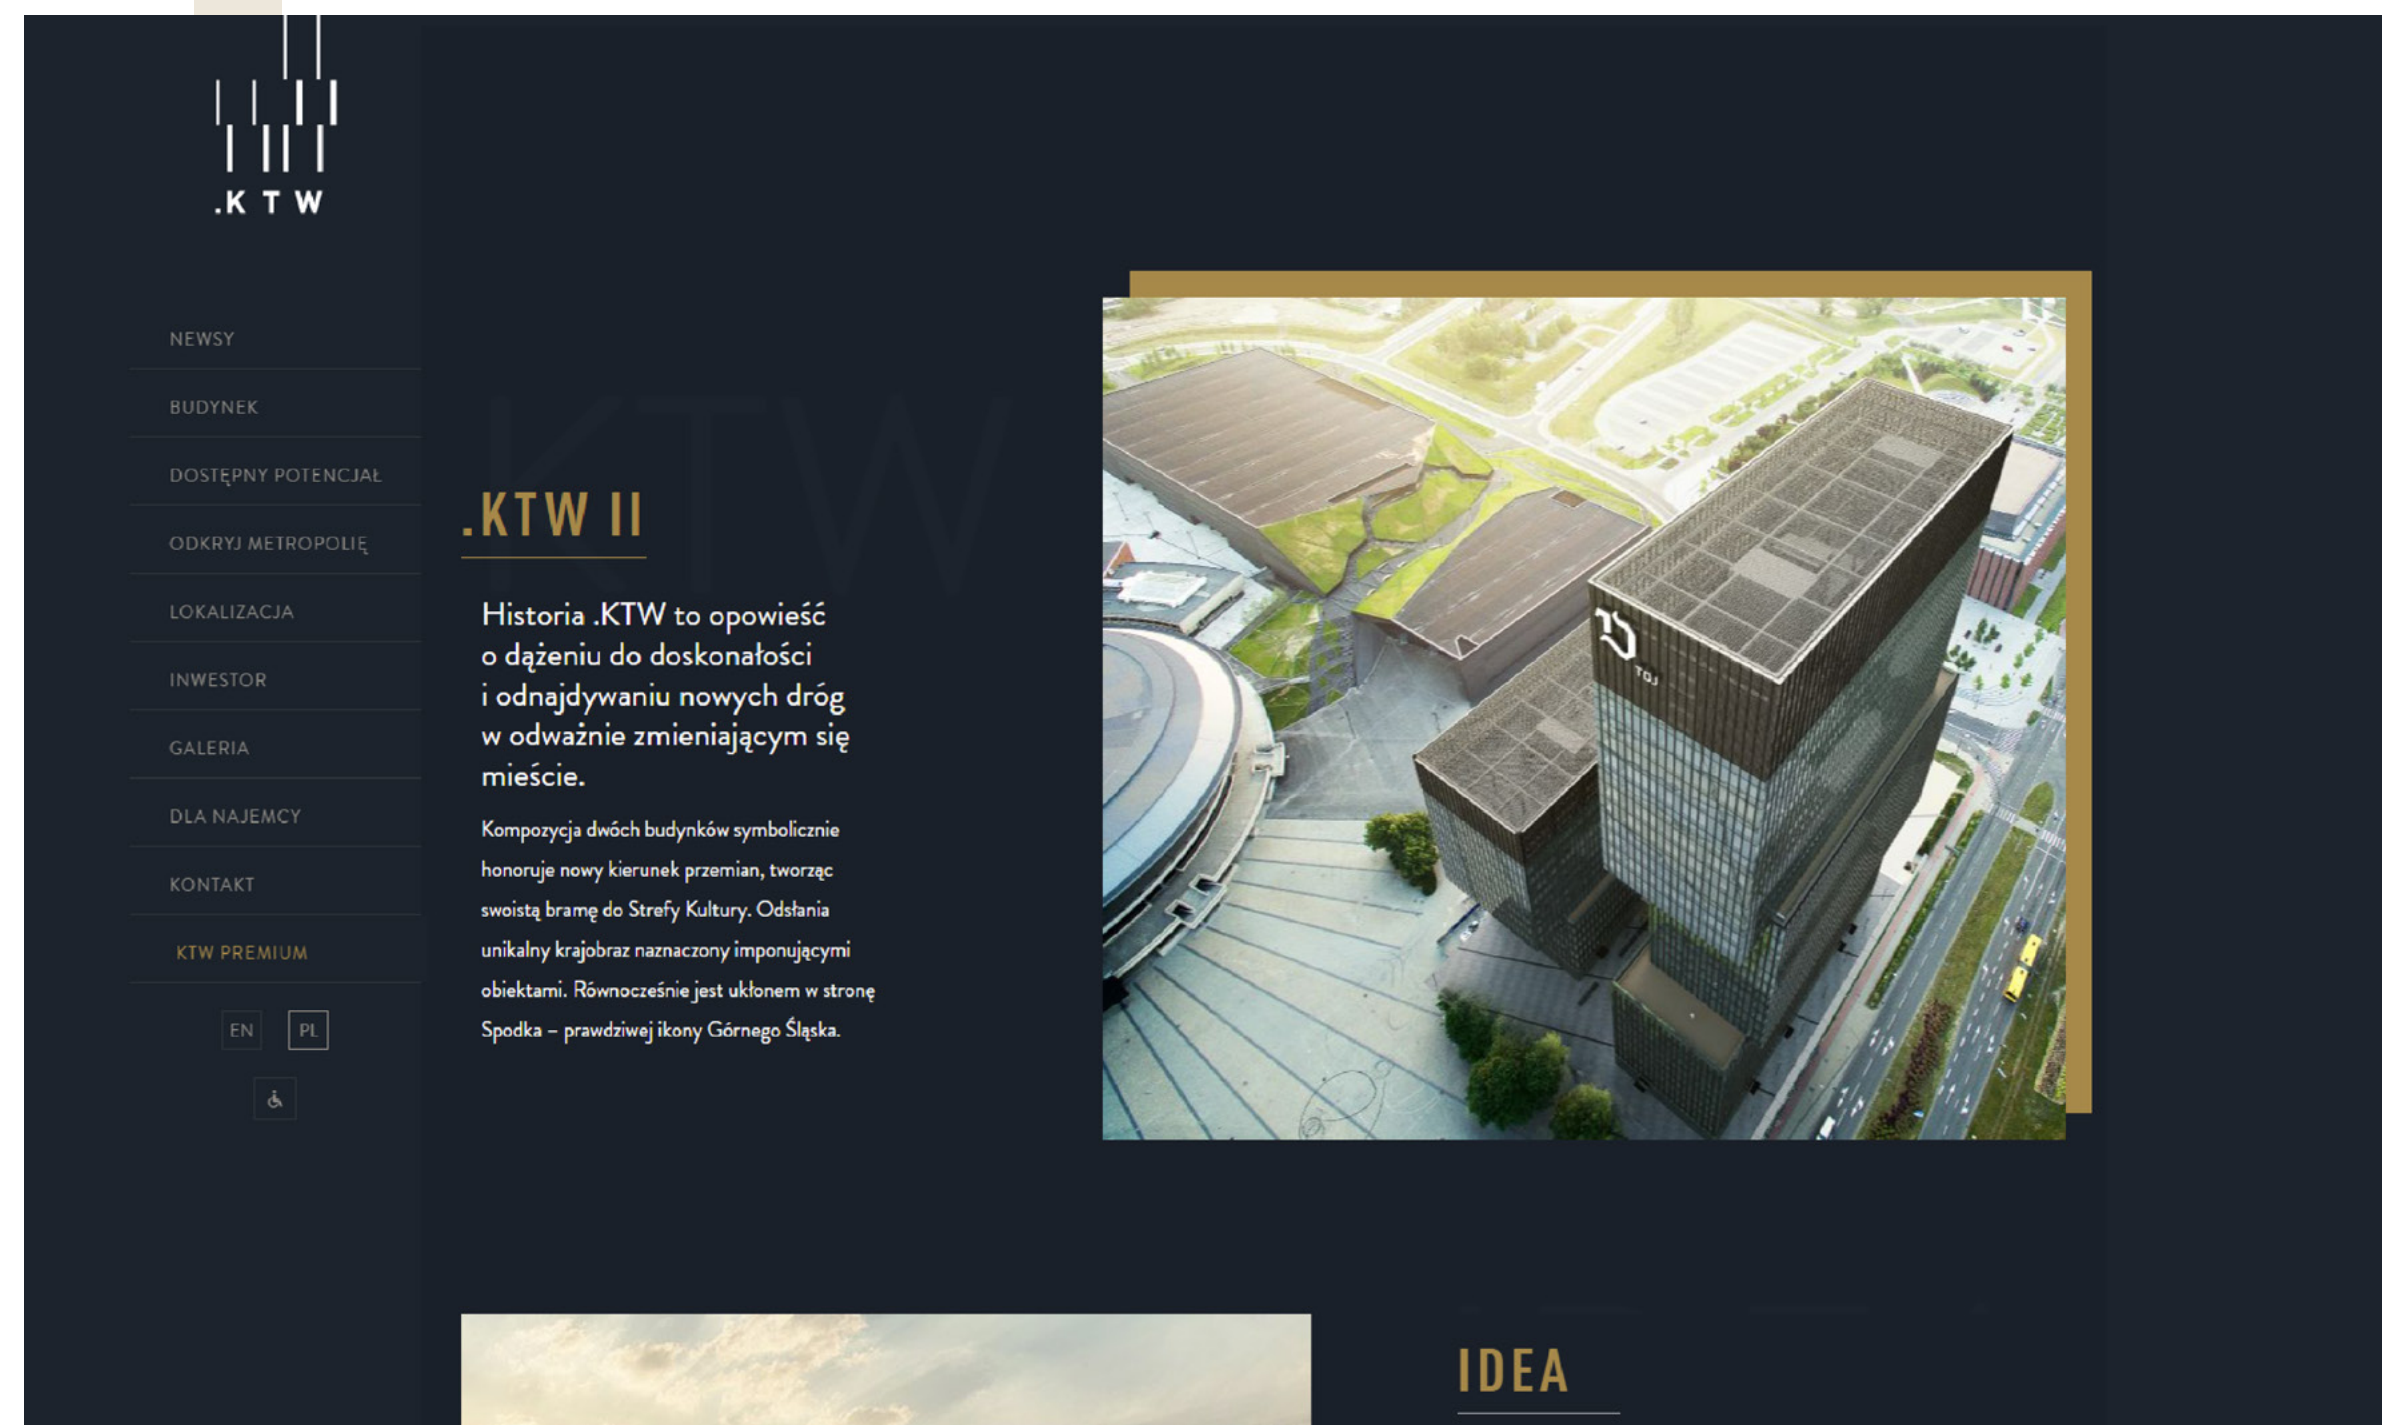 .KTW
NEWSY
BUDYNEK
DOSTĘPNY POTENCJAŁ
ODKRYJ METROPOLIĘ
LOKALIZACJA
INWESTOR
GALERIA
DLA NAJEMCY
KONTAKT
KTW PREMIUM
EN PL
KTW
.KTW II
Historia .KTW to opowieść
o dążeniu do doskonałości
i odnajdywaniu nowych dróg
w odważnie zmieniającym się
mieście.
Kompozycja dwóch budynków symbolicznie
honoruje nowy kierunek przemian, tworząc
swoistą bramę do Strefy Kultury. Odsłania
unikalny krajobraz naznaczony imponującymi
obiektami. Równocześnie jest ukłonem w stronę
Spodka – prawdziwej ikony Górnego Śląska.
TDJ
IDEA